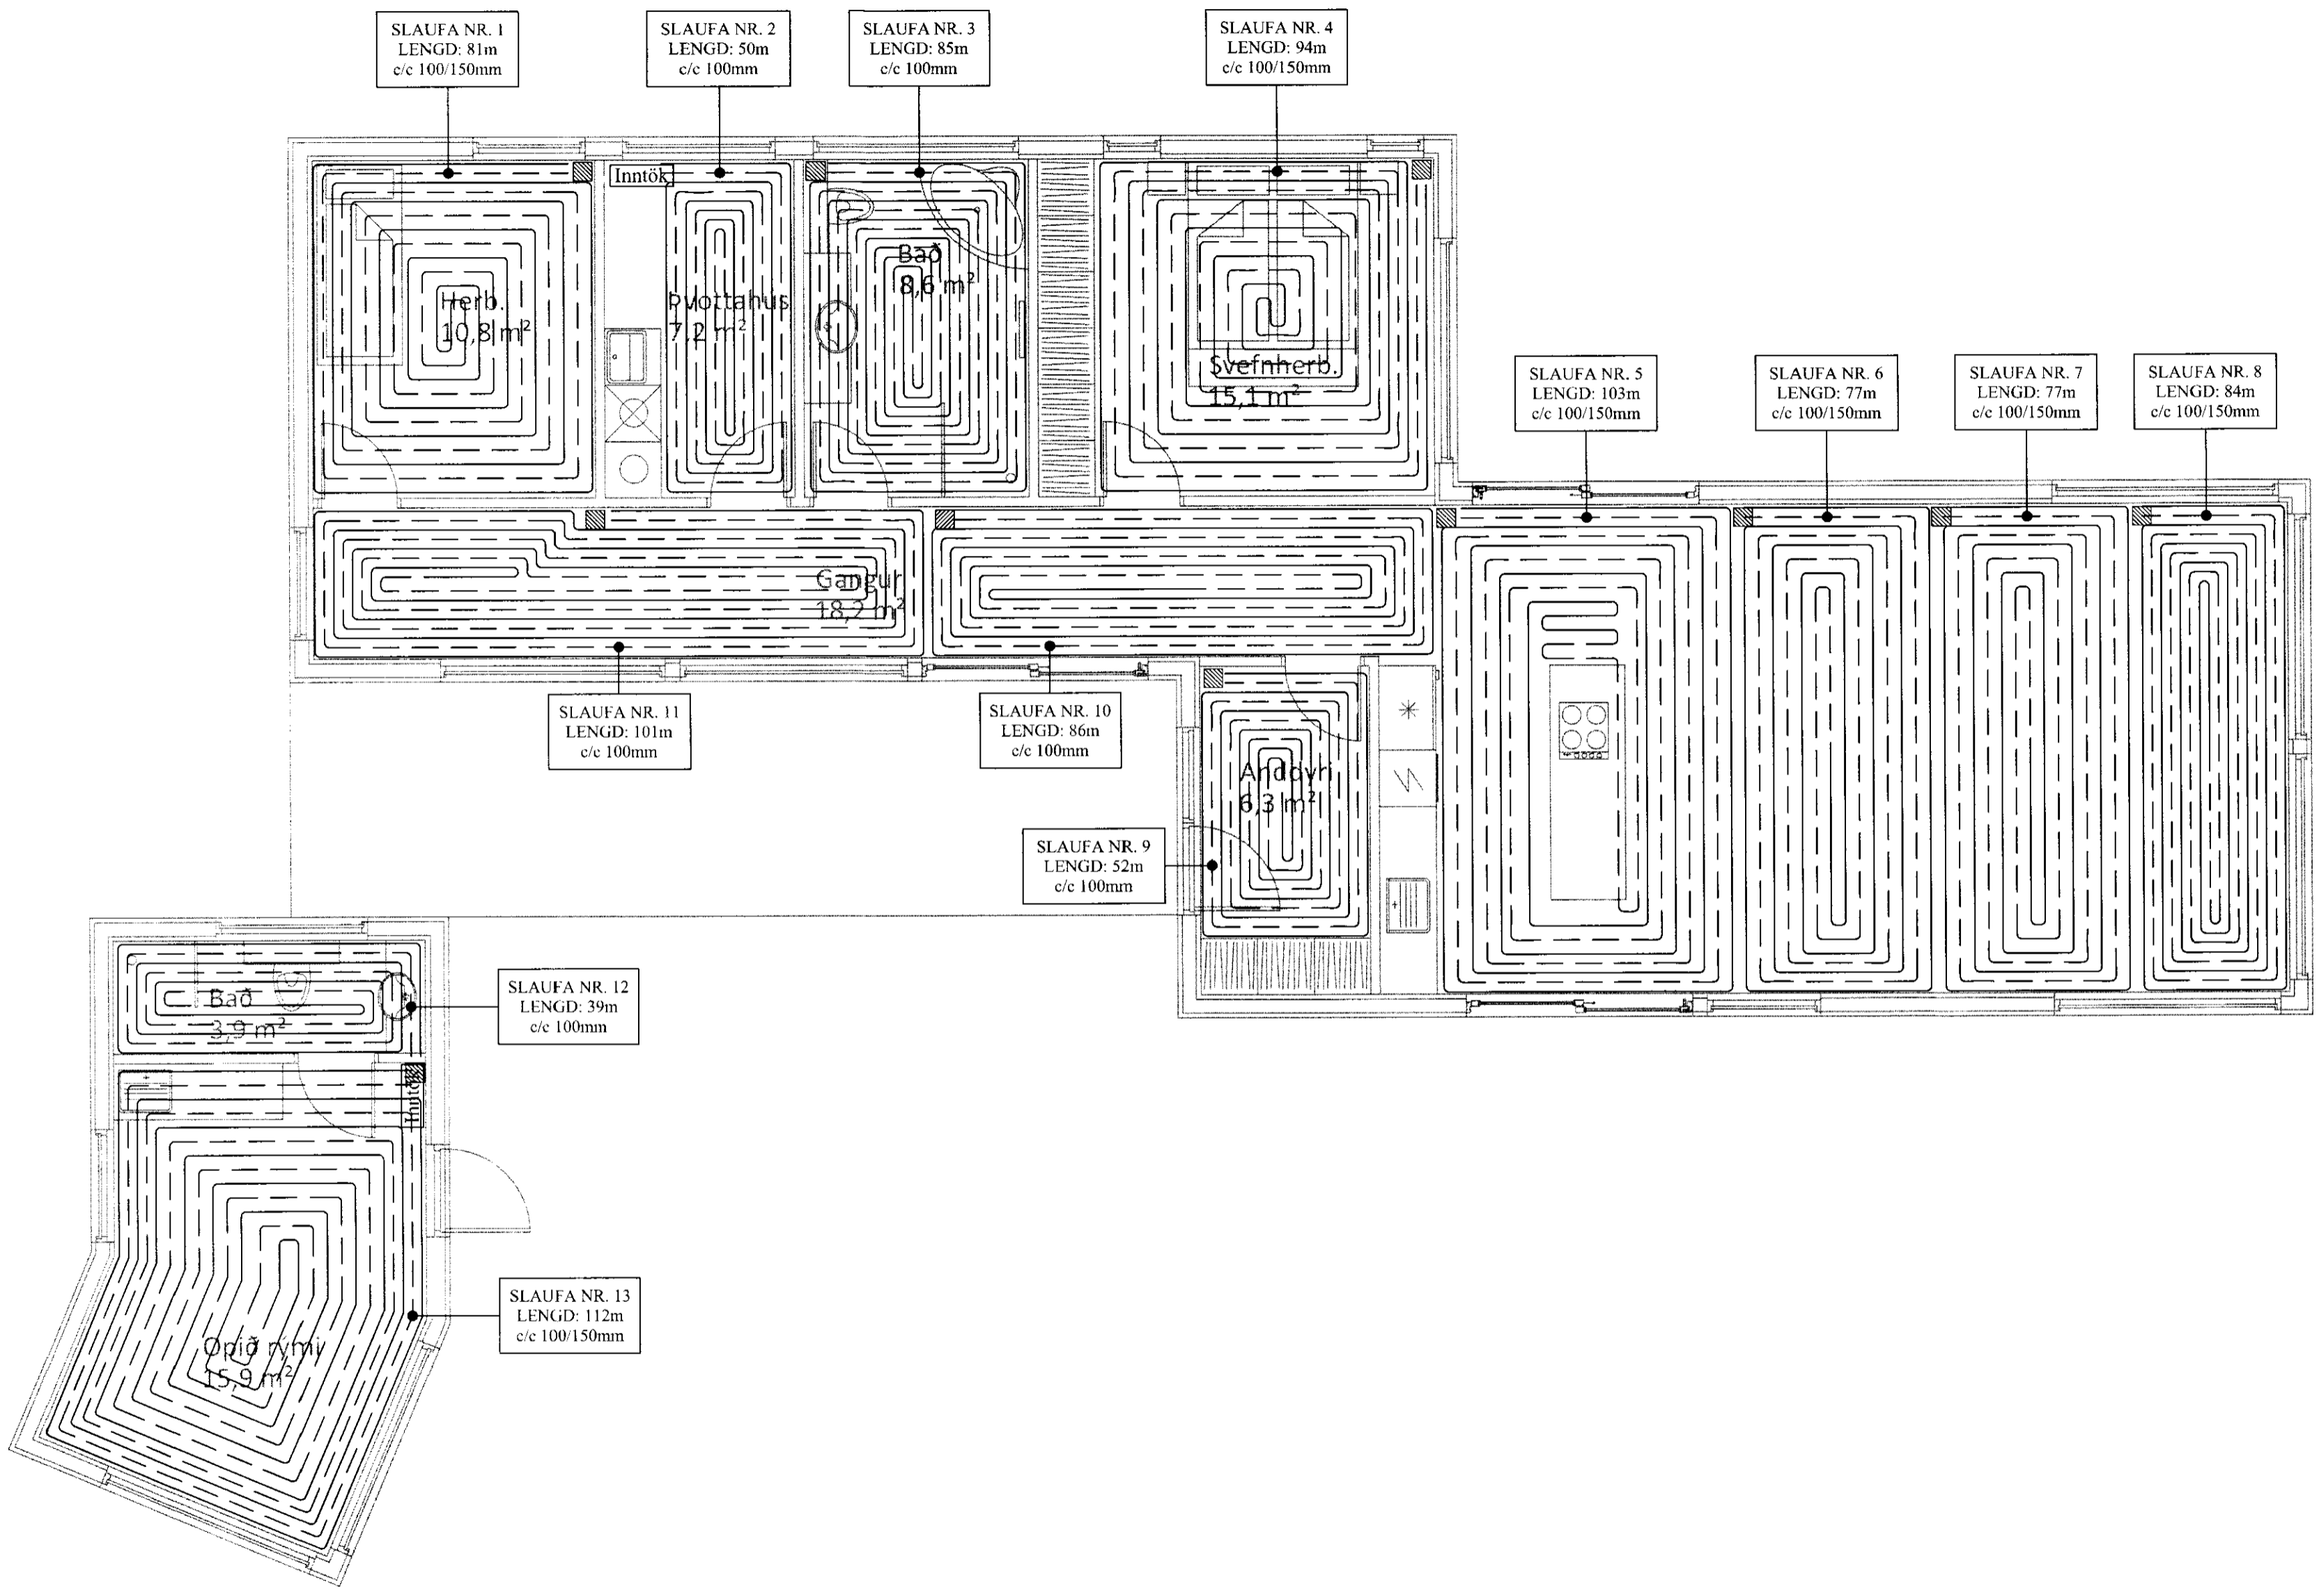 SLAUFA NR. 1
LENGD: 81m
c/c 100/150mm
SLAUFA NR. 2
LENGD: 50m
c/c 100mm
SLAUFA NR. 3
LENGD: 85m
c/c 100mm
SLAUFA NR. 4
LENGD: 94m
c/c 100/150mm
Inntök
Herb.
10,8 m²
Þvottahús
7,2 m²
Bað
8,6 m²
Svefnherb.
15,1 m²
SLAUFA NR. 5
LENGD: 103m
c/c 100/150mm
SLAUFA NR. 6
LENGD: 77m
c/c 100/150mm
SLAUFA NR. 7
LENGD: 77m
c/c 100/150mm
SLAUFA NR. 8
LENGD: 84m
c/c 100/150mm
Gangur
18,2 m²
SLAUFA NR. 11
LENGD: 101m
c/c 100mm
SLAUFA NR. 10
LENGD: 86m
c/c 100mm
Anddyri
6,3 m²
SLAUFA NR. 9
LENGD: 52m
c/c 100mm
Bað
3,9 m²
SLAUFA NR. 12
LENGD: 39m
c/c 100mm
Inntök
SLAUFA NR. 13
LENGD: 112m
c/c 100/150mm
Opið rými
15,9 m²